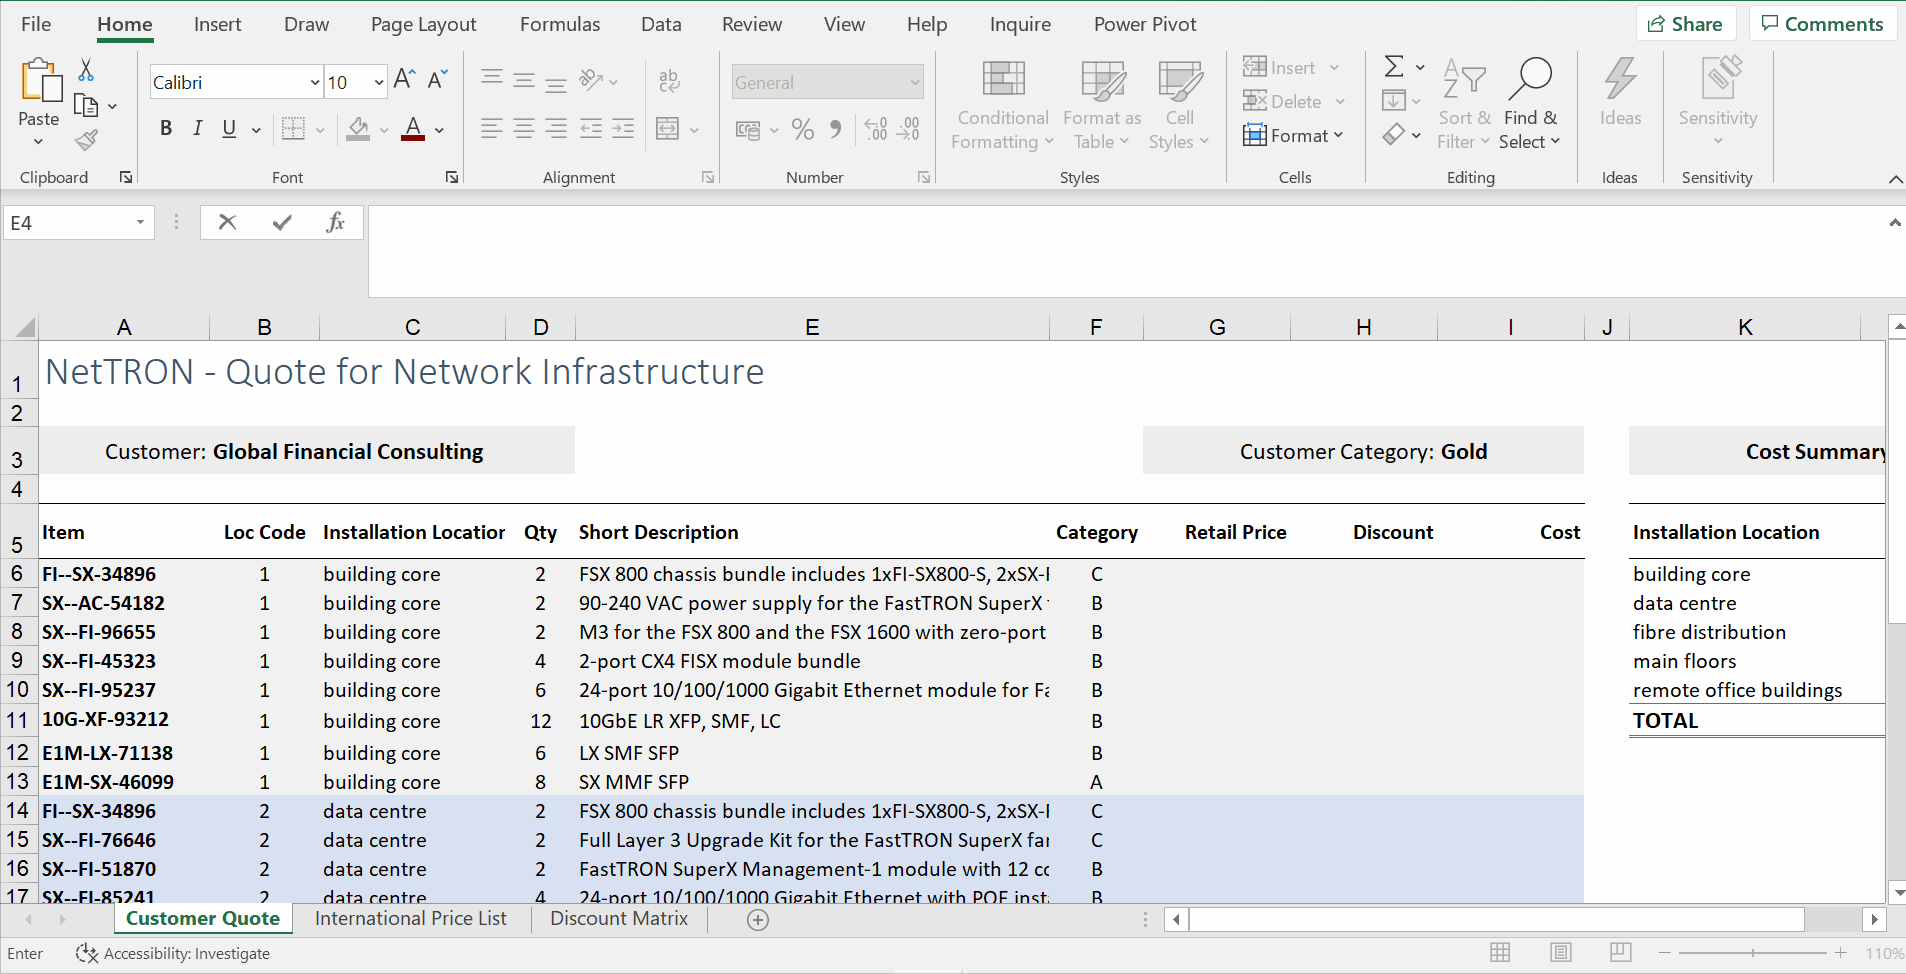 File Home Insert Draw Page Layout Formulas Data Review View Help Inquire Power Pivot Share Comments
Paste
Clipboard
Calibri 10
B I U A
Font
ab
Alignment
General
% .00
Number
Conditional Formatting
Format as Table
Cell Styles
Styles
Insert
Delete
Format
Cells
Sort & Filter
Find & Select
Editing
Ideas
Ideas
Sensitivity
Sensitivity
E4 fx
A B C D E F G H I J K
1 NetTRON - Quote for Network Infrastructure
2
3 Customer: Global Financial Consulting Customer Category: Gold Cost Summary
4
5 Item Loc Code Installation Location Qty Short Description Category Retail Price Discount Cost Installation Location
6 FI--SX-34896 1 building core 2 FSX 800 chassis bundle includes 1xFI-SX800-S, 2xSX- C building core
7 SX--AC-54182 1 building core 2 90-240 VAC power supply for the FastTRON SuperX B data centre
8 SX--FI-96655 1 building core 2 M3 for the FSX 800 and the FSX 1600 with zero-port B fibre distribution
9 SX--FI-45323 1 building core 4 2-port CX4 FISX module bundle B main floors
10 SX--FI-95237 1 building core 6 24-port 10/100/1000 Gigabit Ethernet module for Fa B remote office buildings
11 10G-XF-93212 1 building core 12 10GbE LR XFP, SMF, LC B TOTAL
12 E1M-LX-71138 1 building core 6 LX SMF SFP B
13 E1M-SX-46099 1 building core 8 SX MMF SFP A
14 FI--SX-34896 2 data centre 2 FSX 800 chassis bundle includes 1xFI-SX800-S, 2xSX- C
15 SX--FI-76646 2 data centre 2 Full Layer 3 Upgrade Kit for the FastTRON SuperX far C
16 SX--FI-51870 2 data centre 2 FastTRON SuperX Management-1 module with 12 co B
17 SX--FI-85241 2 data centre 4 24-port 10/100/1000 Gigabit Ethernet with POE inst B
Customer Quote International Price List Discount Matrix
Enter Accessibility: Investigate 110%